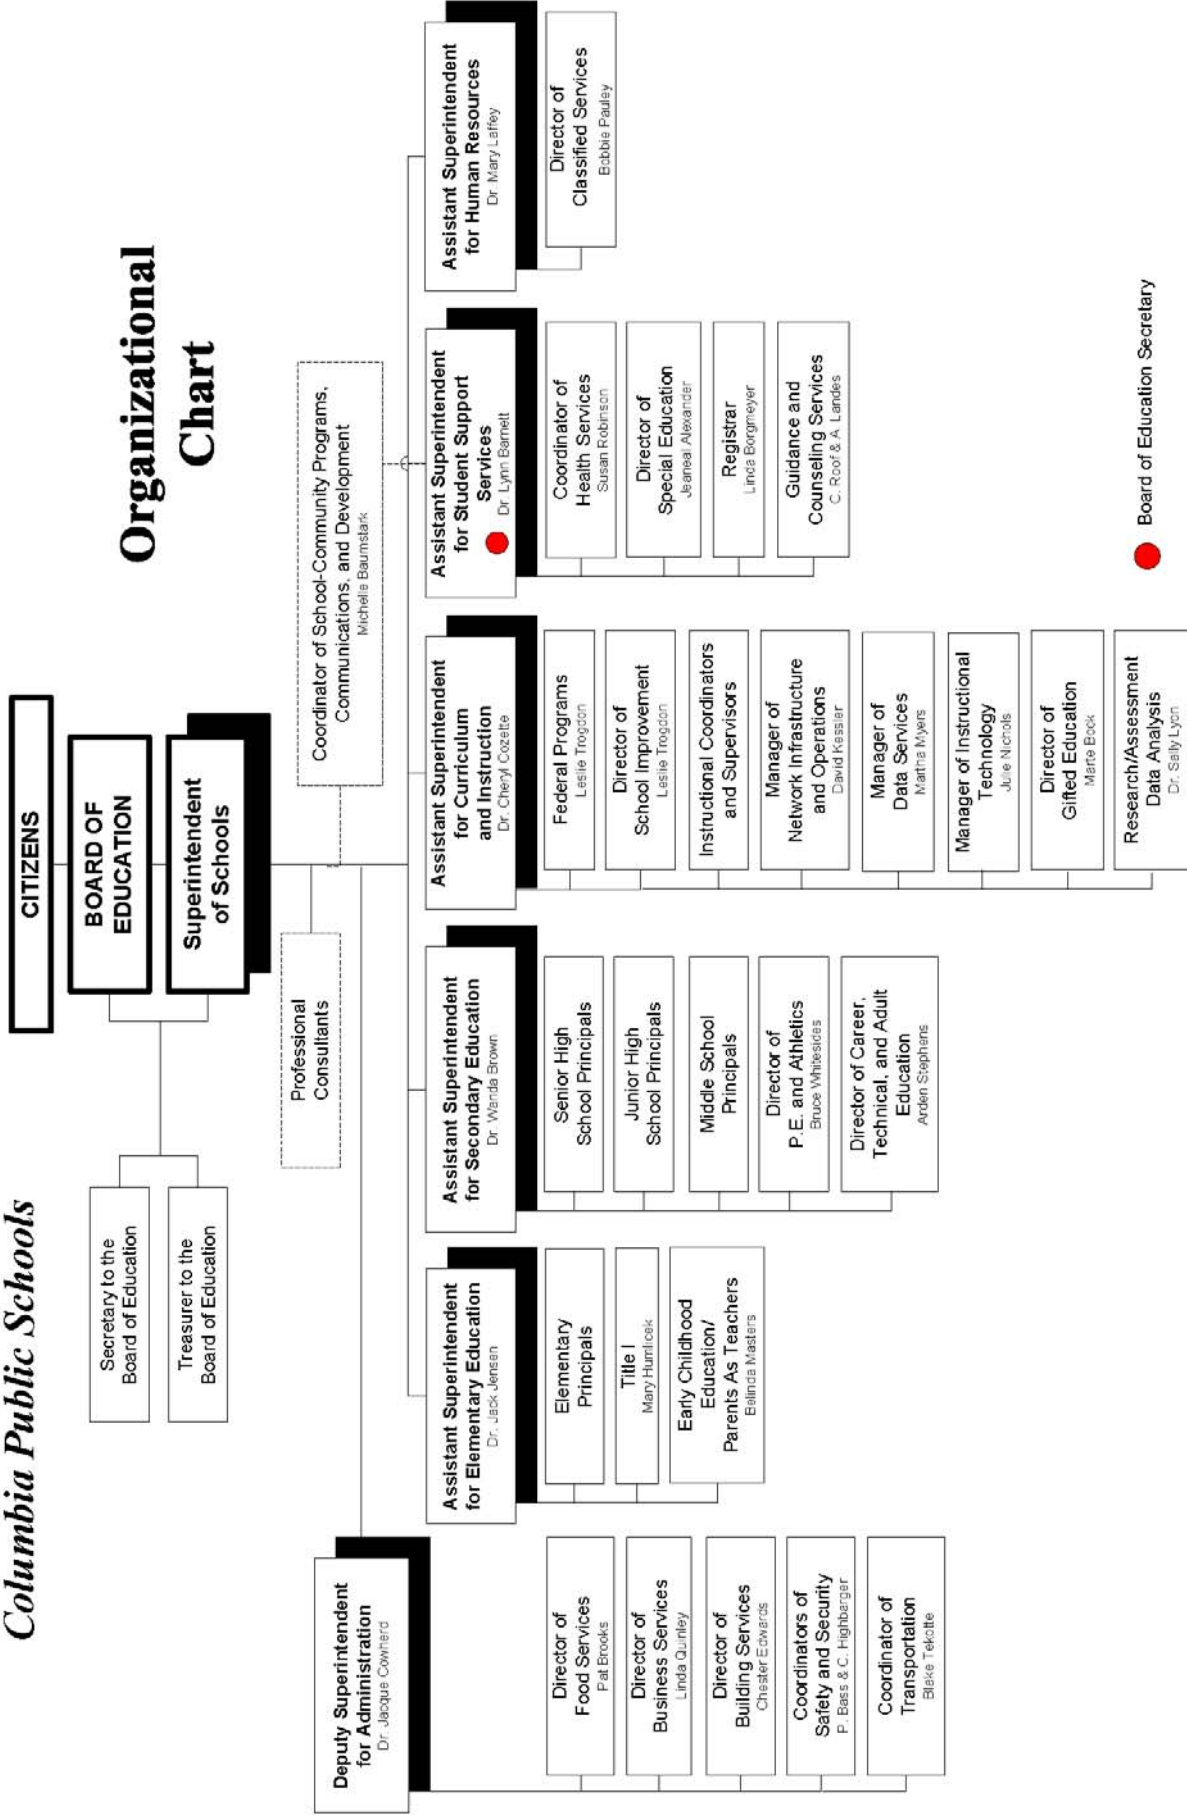 Columbia Public Schools
Organizational
Chart
CITIZENS
BOARD OF
EDUCATION
Superintendent
of Schools
Secretary to the
Board of Education
Treasurer to the
Board of Education
Professional
Consultants
Coordinator of School-Community Programs,
Communications, and Development
Michelle Baumstark
Deputy Superintendent
for Administration
Dr. Jacque Cowherd
Director of
Food Services
Pat Brooks
Director of
Business Services
Linda Quinley
Director of
Building Services
Chester Edwards
Coordinators of
Safety and Security
P. Bass & C. Highbarger
Coordinator of
Transportation
Blake Tekotte
Assistant Superintendent
for Elementary Education
Dr. Jack Jensen
Elementary
Principals
Title I
Mary Humlicek
Early Childhood
Education/
Parents As Teachers
Belinda Masters
Assistant Superintendent
for Secondary Education
Dr. Wanda Brown
Senior High
School Principals
Junior High
School Principals
Middle School
Principals
Director of
P.E. and Athletics
Bruce Whitesides
Director of Career,
Technical, and Adult
Education
Arden Stephens
Assistant Superintendent
for Curriculum
and Instruction
Dr. Cheryl Cozette
Federal Programs
Leslie Trogdon
Director of
School Improvement
Leslie Trogdon
Instructional Coordinators
and Supervisors
Manager of
Network Infrastructure
and Operations
David Kessler
Manager of
Data Services
Martha Myers
Manager of Instructional
Technology
Julie Nichols
Director of
Gifted Education
Marte Bock
Research/Assessment
Data Analysis
Dr. Sally Lyon
Assistant Superintendent
for Student Support
Services
Dr. Lynn Barnett
Coordinator of
Health Services
Susan Robinson
Director of
Special Education
Jeaneal Alexander
Registrar
Linda Borgmeyer
Guidance and
Counseling Services
C. Roof & A. Landes
Assistant Superintendent
for Human Resources
Dr. Mary Laffey
Director of
Classified Services
Bobbie Pauley
Board of Education Secretary